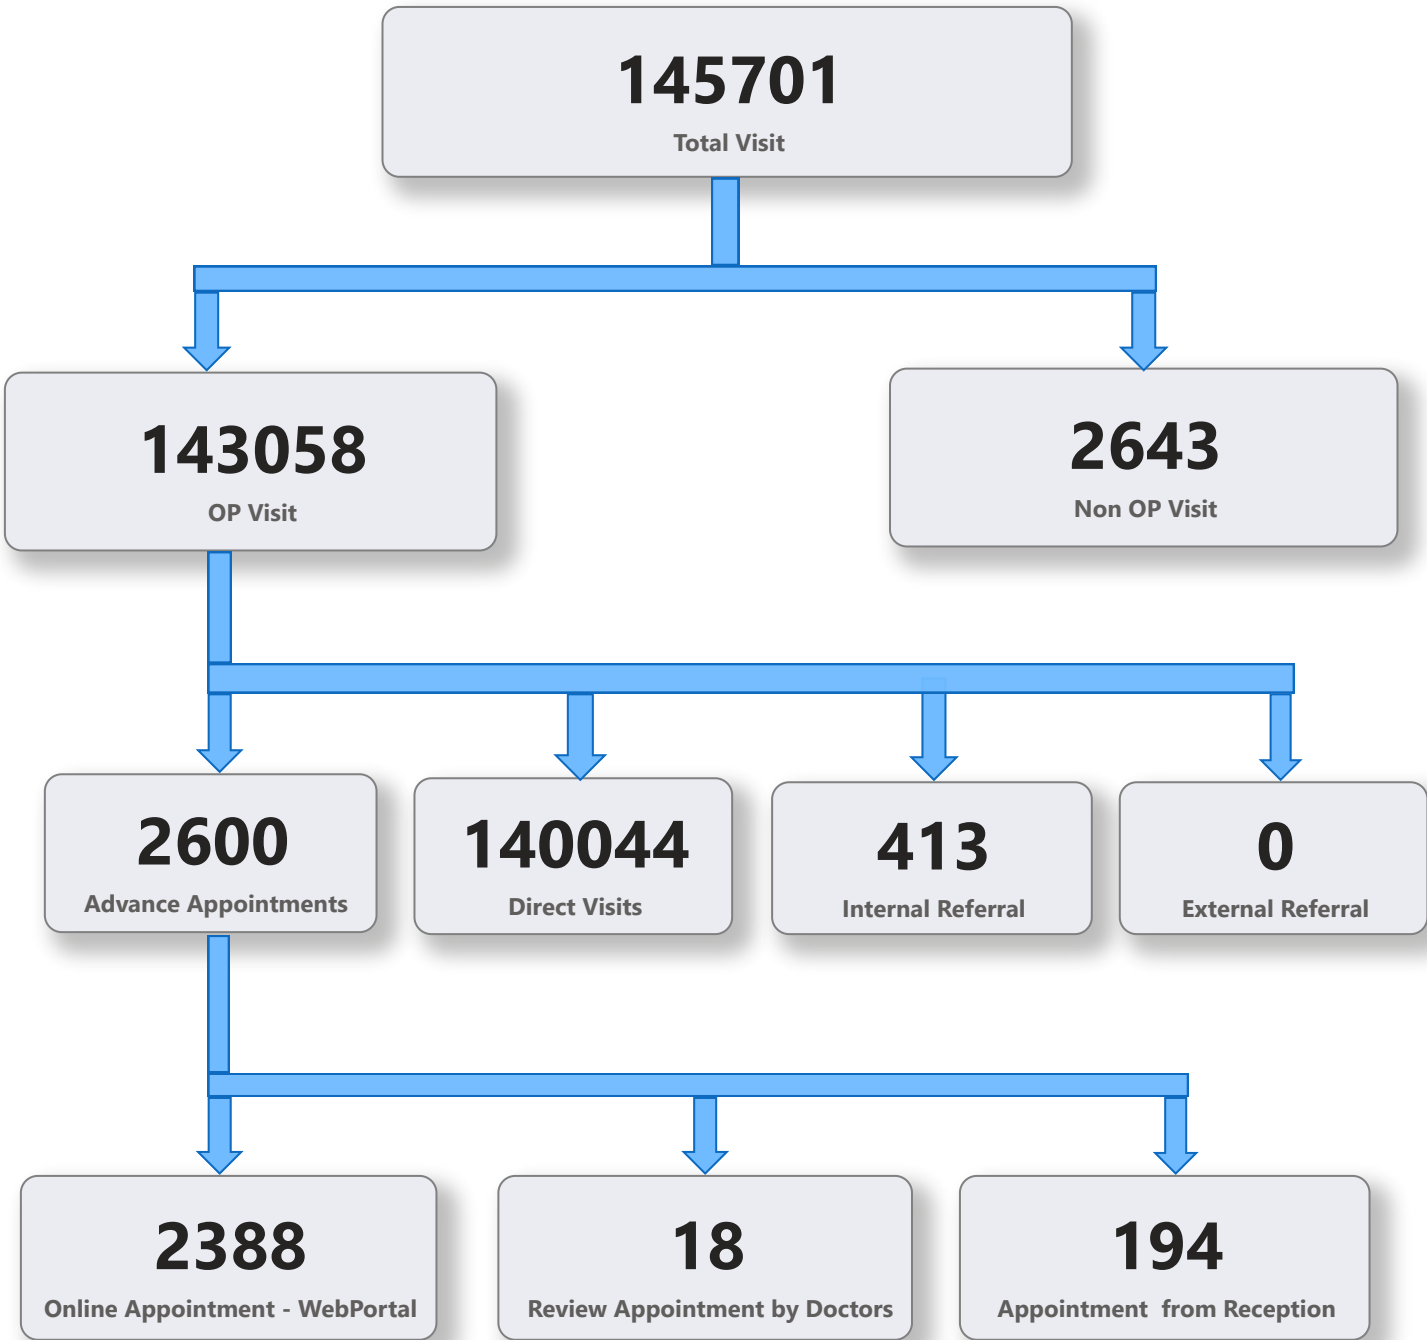 145701
Total Visit
143058
OP Visit
2643
Non OP Visit
2600
Advance Appointments
140044
Direct Visits
413
Internal Referral
0
External Referral
2388
Online Appointment - WebPortal
18
Review Appointment by Doctors
194
Appointment  from Reception